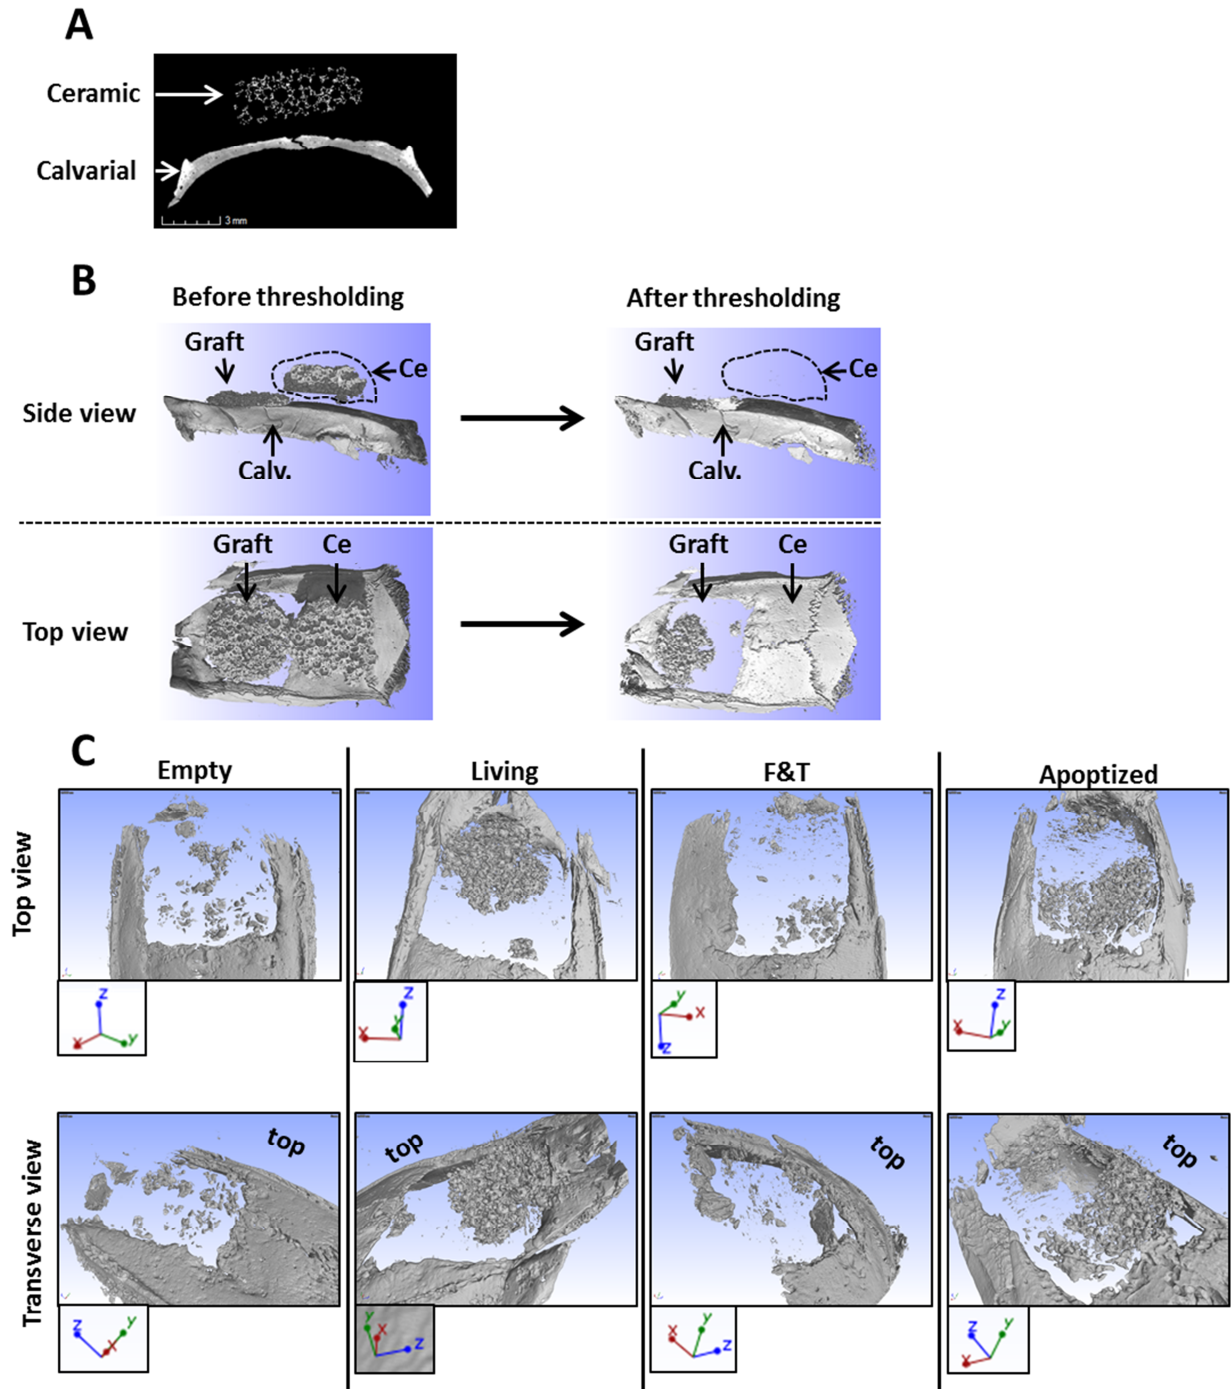 A
Ceramic
Calvarial
3 mm
B
Before thresholding
After thresholding
Graft
Ce
Graft
Ce
Side view
Calv.
Calv.
Graft
Ce
Graft
Ce
Top view
C
Empty
Living
F&T
Apoptized
Top view
z
x
y
z
x
y
y
x
z
z
x
y
Transverse view
top
top
top
top
z
y
x
y
x
z
x
y
z
z
y
x